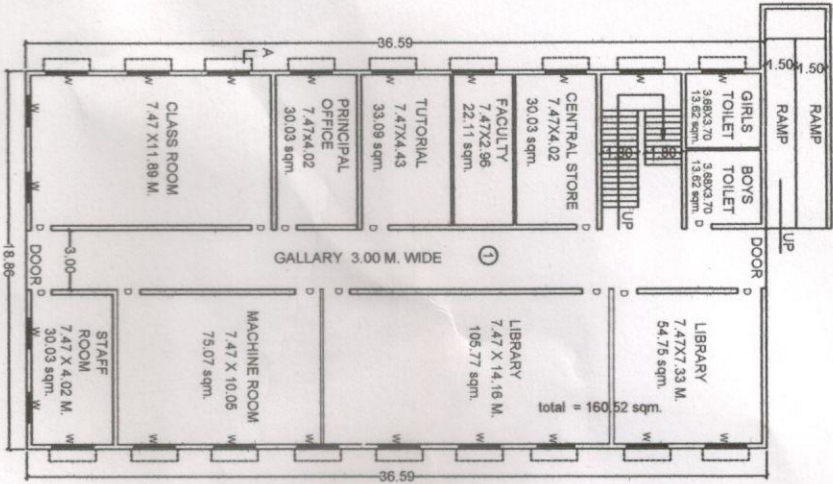 36.59
A
W
W
W
W
W
W
W
W
CLASS ROOM
7.47 X11.89 M.
PRINCIPAL
OFFICE
7.47x4.02
30.03 sqm.
TUTORIAL
7.47X4.43
33.09 sqm.
FACULTY
7.47X2.96
22.11 sqm.
CENTRAL STORE
7.47X4.02
30.03 sqm.
1.80
1.80
UP
GIRLS
TOILET
3.68X3.70
13.62 sqm.
BOYS
TOILET
3.68X3.70
13.62 sqm.
D
1.50
1.50
RAMP
RAMP
UP
W
W
D
D
D
D
D
D
18.86
DOOR
3.00
GALLARY 3.00 M. WIDE
1
DOOR
D
D
D
D
D
D
D
STAFF
ROOM
7.47 X 4.02 M.
30.03 sqm.
MACHINE ROOM
7.47 X 10.05
75.07 sqm.
LIBRARY
7.47 X 14.16 M.
105.77 sqm.
LIBRARY
7.47X7.33 M.
54.75 sqm.
total = 160.52 sqm.
W
W
W
W
W
W
W
W
W
W
W
36.59